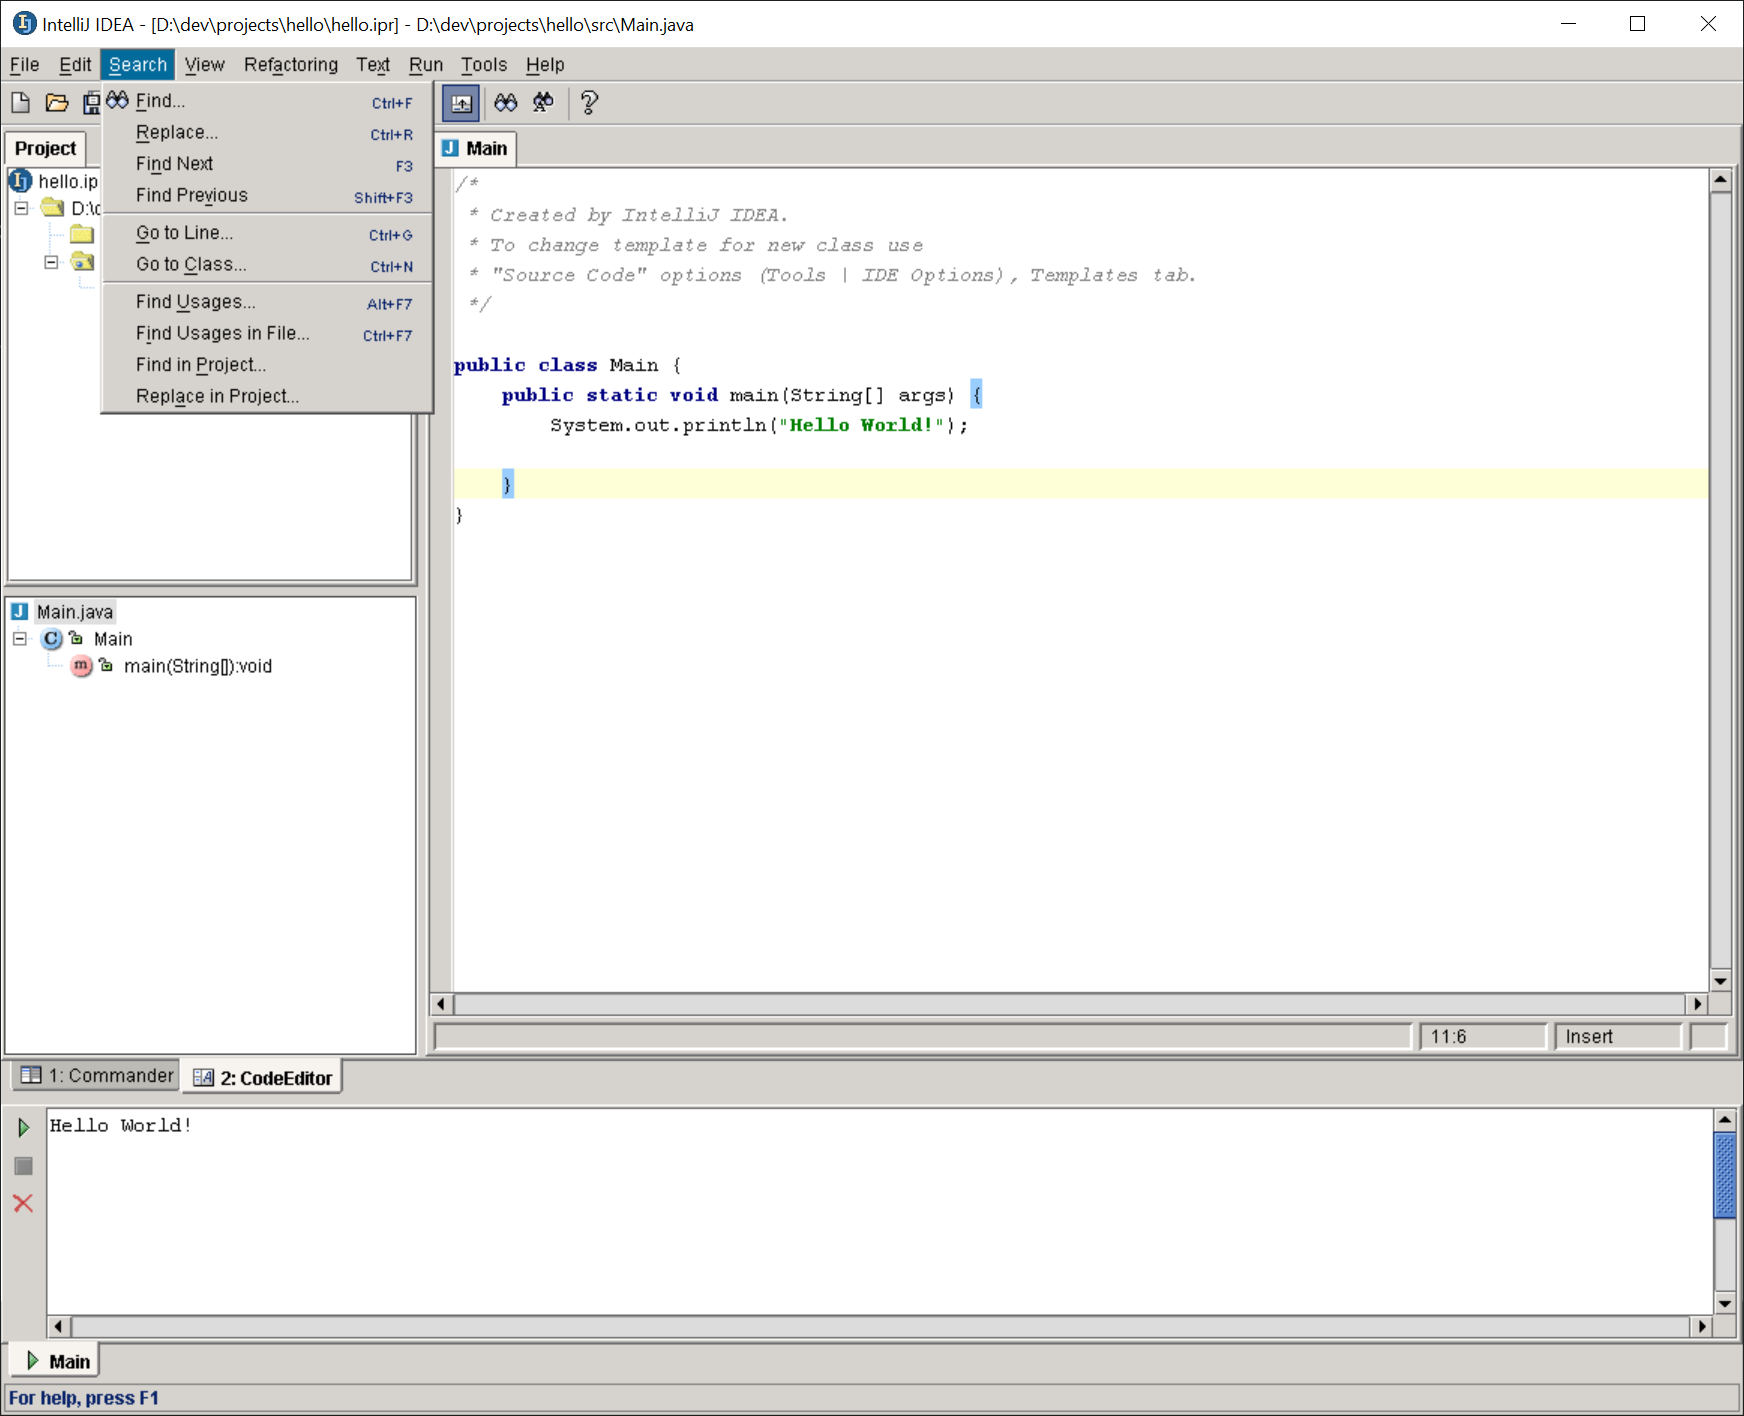 IntelliJ IDEA - [D:\dev\projects\hello\hello.ipr] - D:\dev\projects\hello\src\Main.java
File Edit Search View Refactoring Text Run Tools Help
Find... Ctrl+F
Replace... Ctrl+R
Find Next F3
Find Previous Shift+F3
Go to Line... Ctrl+G
Go to Class... Ctrl+N
Find Usages... Alt+F7
Find Usages in File... Ctrl+F7
Find in Project...
Replace in Project...
Project
hello.ip
D:\
Main
/*
* Created by IntelliJ IDEA.
* To change template for new class use
* "Source Code" options (Tools | IDE Options), Templates tab.
*/
public class Main {
public static void main(String[] args) {
System.out.println("Hello World!");
}
}
Main.java
Main
main(String[]):void
11:6 Insert
1: Commander 2: CodeEditor
Hello World!
Main
For help, press F1